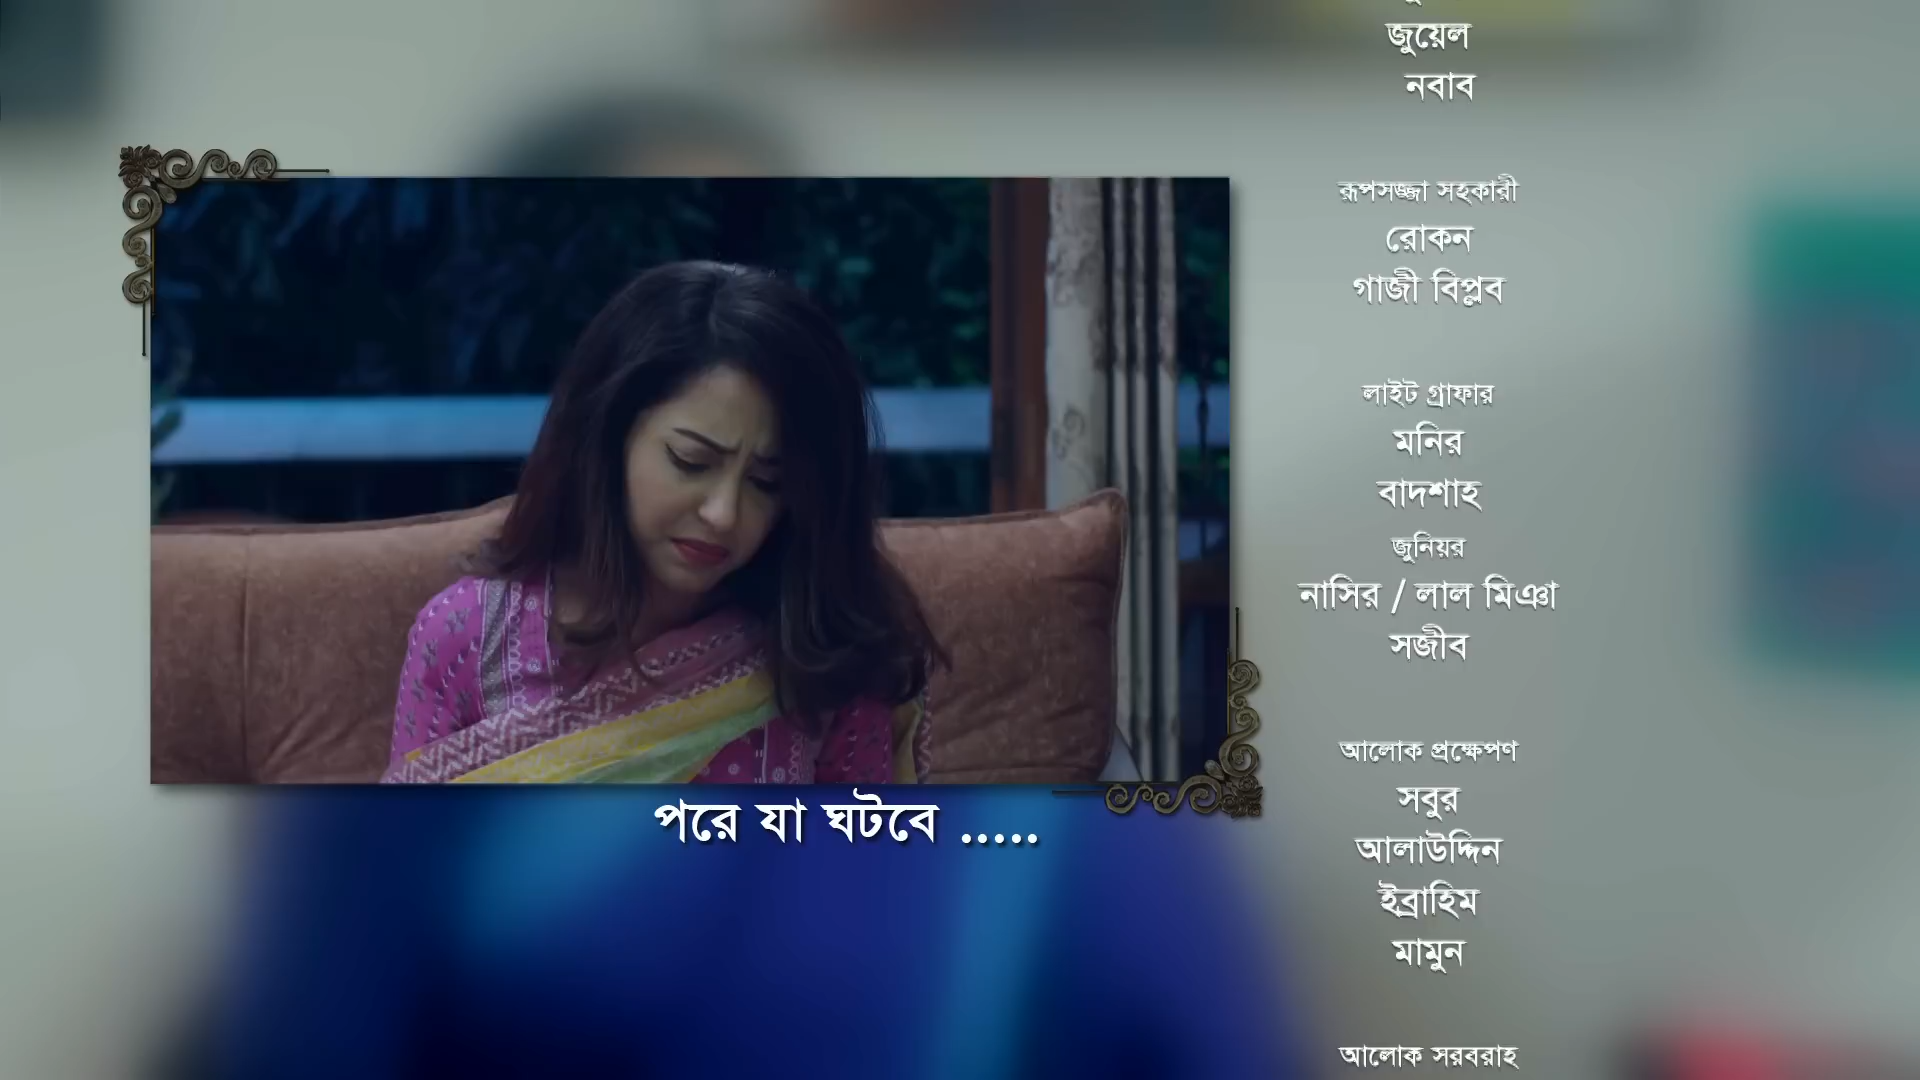 জুয়েল
নবাব
রূপসজ্জা সহকারী
রোকন
গাজী বিপ্লব
লাইট গ্রাফার
মনির
বাদশাহ
জুনিয়র
নাসির / লাল মিঞা
সজীব
আলোক প্রক্ষেপণ
সবুর
আলাউদ্দিন
ইব্রাহিম
মামুন
আলোক সরবরাহ
পরে যা ঘটবে .....